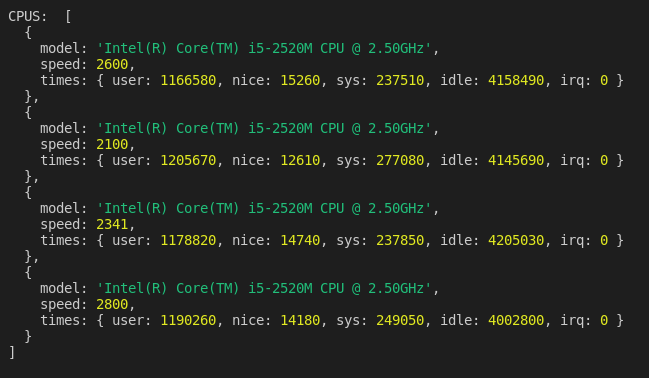 CPUS:  [
  {
    model: 'Intel(R) Core(TM) i5-2520M CPU @ 2.50GHz',
    speed: 2600,
    times: { user: 1166580, nice: 15260, sys: 237510, idle: 4158490, irq: 0 }
  },
  {
    model: 'Intel(R) Core(TM) i5-2520M CPU @ 2.50GHz',
    speed: 2100,
    times: { user: 1205670, nice: 12610, sys: 277080, idle: 4145690, irq: 0 }
  },
  {
    model: 'Intel(R) Core(TM) i5-2520M CPU @ 2.50GHz',
    speed: 2341,
    times: { user: 1178820, nice: 14740, sys: 237850, idle: 4205030, irq: 0 }
  },
  {
    model: 'Intel(R) Core(TM) i5-2520M CPU @ 2.50GHz',
    speed: 2800,
    times: { user: 1190260, nice: 14180, sys: 249050, idle: 4002800, irq: 0 }
  }
]